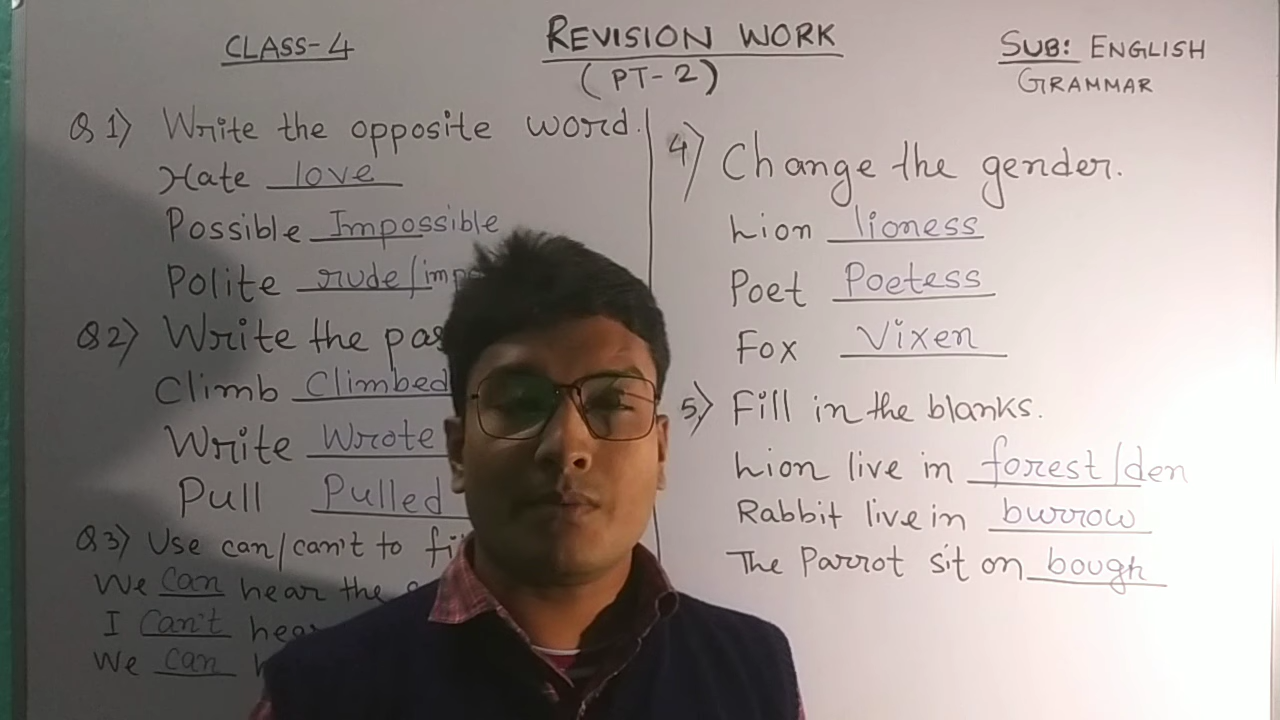 CLASS-4
REVISION WORK
(PT-2)
SUB: ENGLISH
GRAMMAR
Q1) Write the opposite word.
Hate love
Possible Impossible
Polite rude/
Q2) Write the
Climb Climbed
Write Wrote
Pull Pulled
Q3) Use can/can't to
We can hear the
I can't
We can
4) Change the gender.
Lion lioness
Poet Poetess
Fox Vixen
5) Fill in the blanks.
Lion live in forest/den
Rabbit live in burrow
The Parrot sit on bough